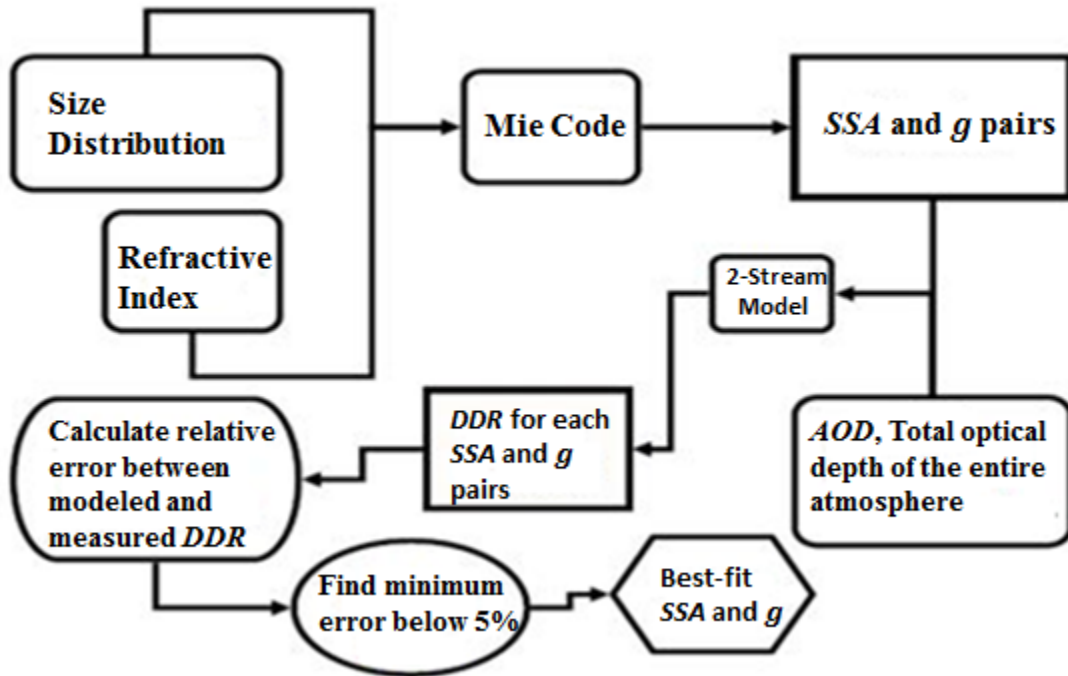 Size
Distribution
Mie Code
SSA and g pairs
Refractive
Index
2-Stream
Model
DDR for each
SSA and g
pairs
AOD, Total optical
depth of the entire
atmosphere
Calculate relative
error between
modeled and
measured DDR
Find minimum
error below 5%
Best-fit
SSA and g